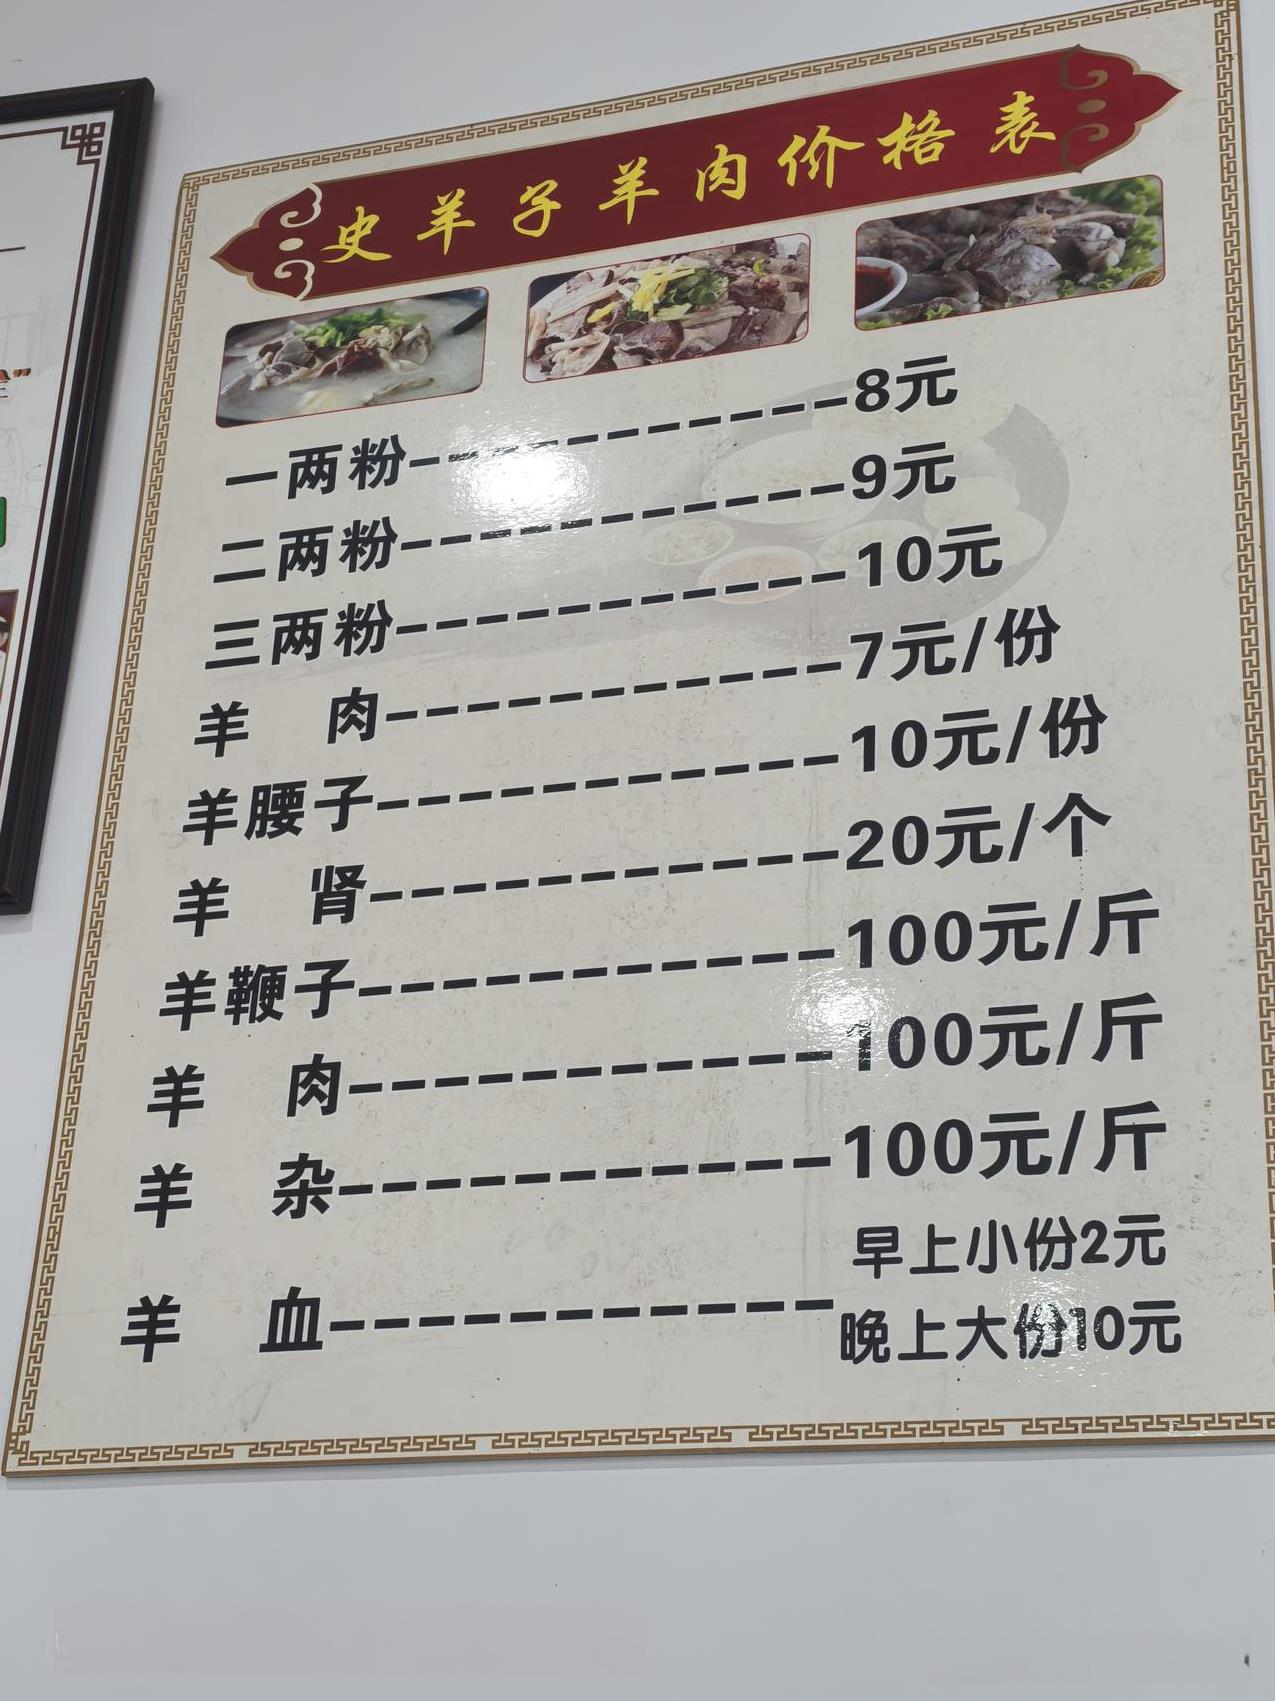 史羊子羊肉价格表
一两粉-----------8元
二两粉-----------9元
三两粉-----------10元
羊 肉-----------7元/份
羊腰子-----------10元/份
羊 肾-----------20元/个
羊鞭子-----------100元/斤
羊 肉-----------100元/斤
羊 杂-----------100元/斤
早上小份2元
羊 血-----------
晚上大份10元